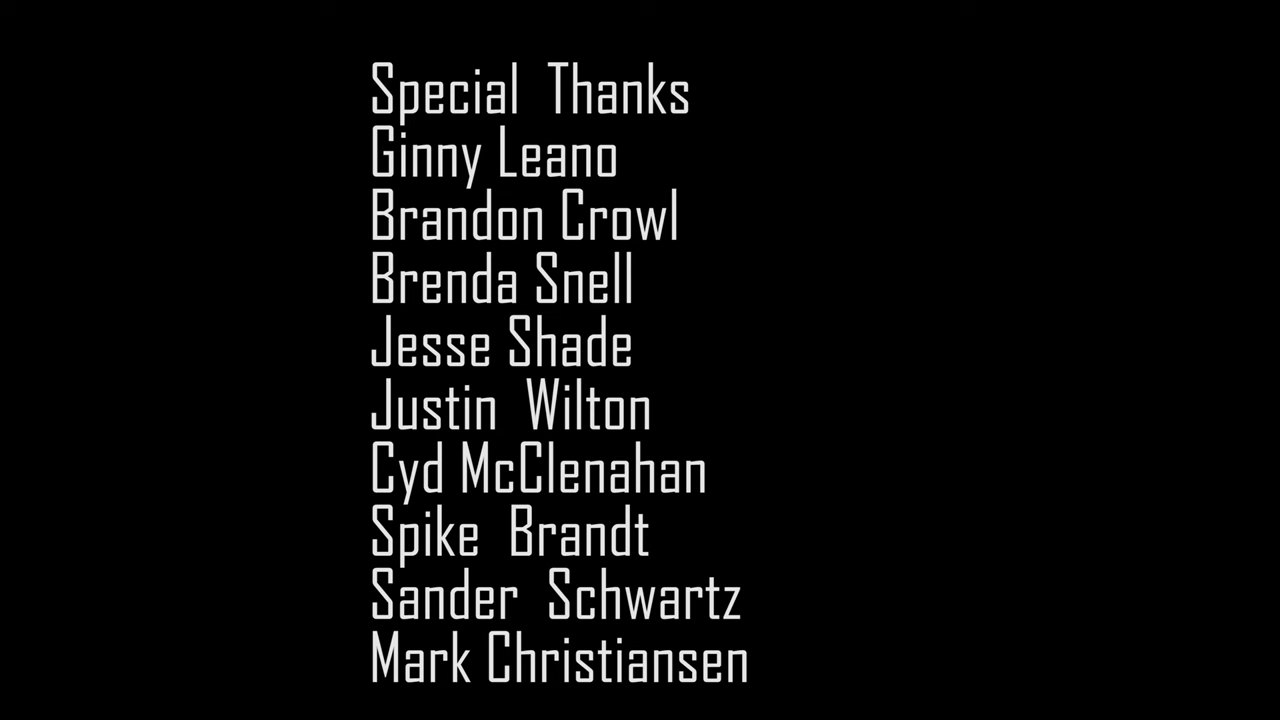 Special Thanks
Ginny Leano
Brandon Crowl
Brenda Snell
Jesse Shade
Justin Wilton
Cyd McClenahan
Spike Brandt
Sander Schwartz
Mark Christiansen